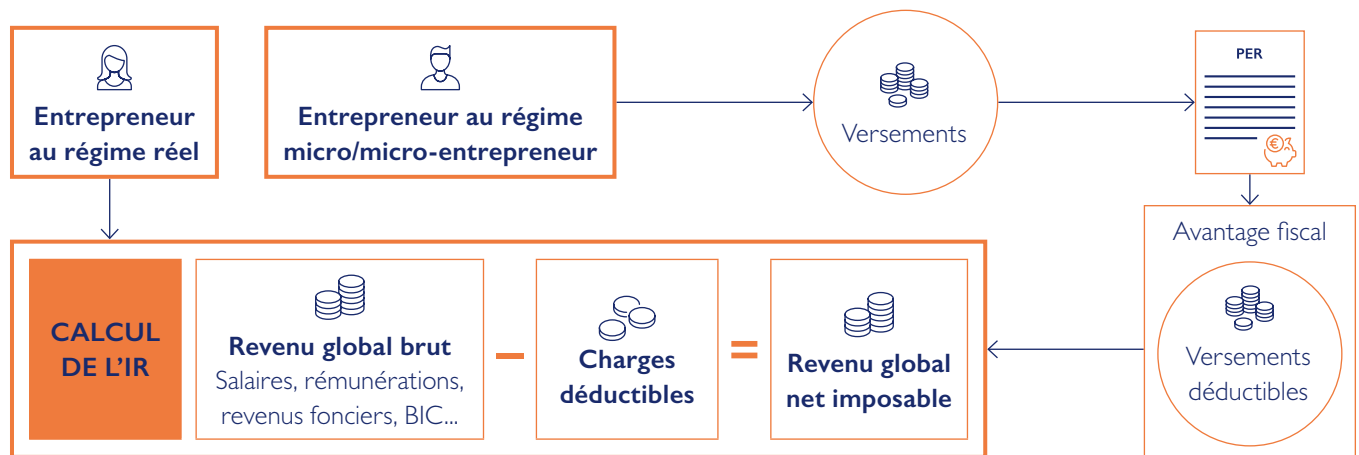 Entrepreneur
au régime réel
Entrepreneur au régime
micro/micro-entrepreneur
Versements
PER
€
Avantage fiscal
Versements
déductibles
CALCUL
DE L’IR
Revenu global brut
Salaires, rémunérations,
revenus fonciers, BIC...
–
Charges
déductibles
=
Revenu global
net imposable